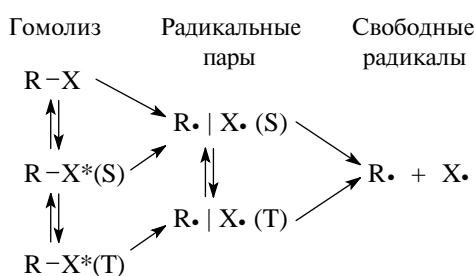 Гомолиз Радикальные Свободные
пары радикалы
R–X
R• | X• (S)
R–X*(S)
R• + X•
R• | X• (T)
R–X*(T)